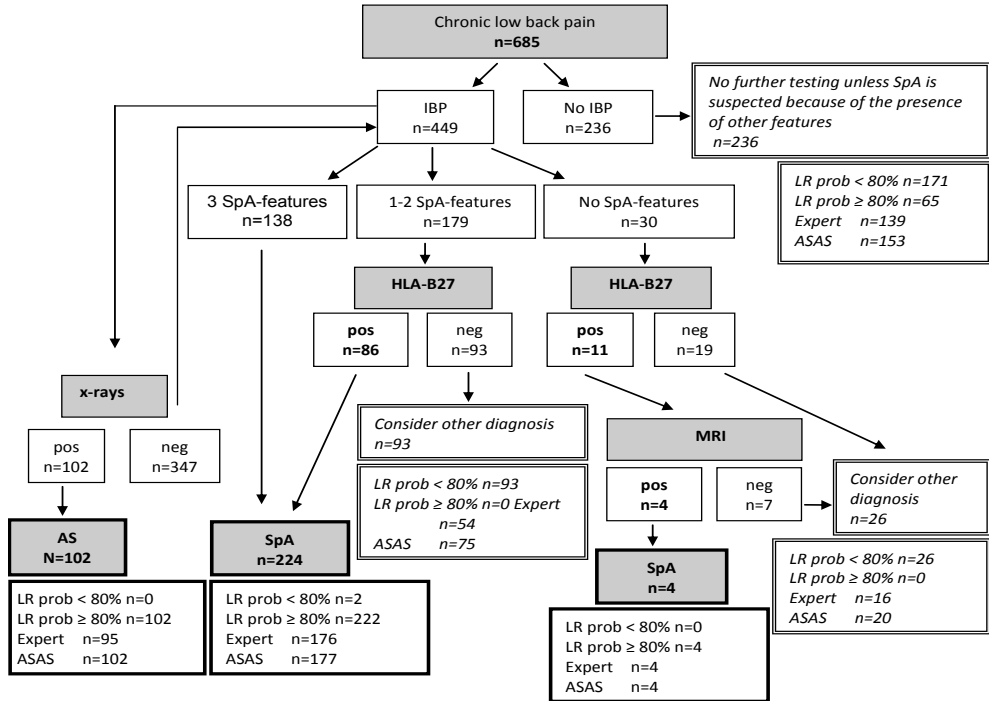 Chronic low back pain
n=685
IBP
n=449
No IBP
n=236
No further testing unless SpA is
suspected because of the presence
of other features
n=236
LR prob < 80% n=171
LR prob ≥ 80% n=65
Expert n=139
ASAS n=153
3 SpA-features
n=138
1-2 SpA-features
n=179
No SpA-features
n=30
HLA-B27
HLA-B27
pos
n=86
neg
n=93
pos
n=11
neg
n=19
x-rays
pos
n=102
neg
n=347
Consider other diagnosis
n=93
LR prob < 80% n=93
LR prob ≥ 80% n=0 Expert
n=54
ASAS n=75
MRI
pos
n=4
neg
n=7
Consider other
diagnosis
n=26
LR prob < 80% n=26
LR prob ≥ 80% n=0
Expert n=16
ASAS n=20
AS
N=102
LR prob < 80% n=0
LR prob ≥ 80% n=102
Expert n=95
ASAS n=102
SpA
n=224
LR prob < 80% n=2
LR prob ≥ 80% n=222
Expert n=176
ASAS n=177
SpA
n=4
LR prob < 80% n=0
LR prob ≥ 80% n=4
Expert n=4
ASAS n=4